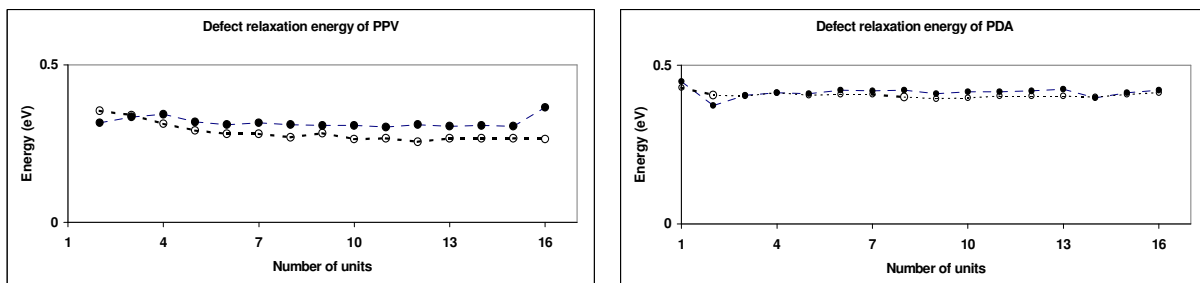 Defect relaxation energy of PPV
0.5
Energy (eV)
0
1 4 7 10 13 16
Number of units
Defect relaxation energy of PDA
0.5
Energy (eV)
0
1 4 7 10 13 16
Number of units